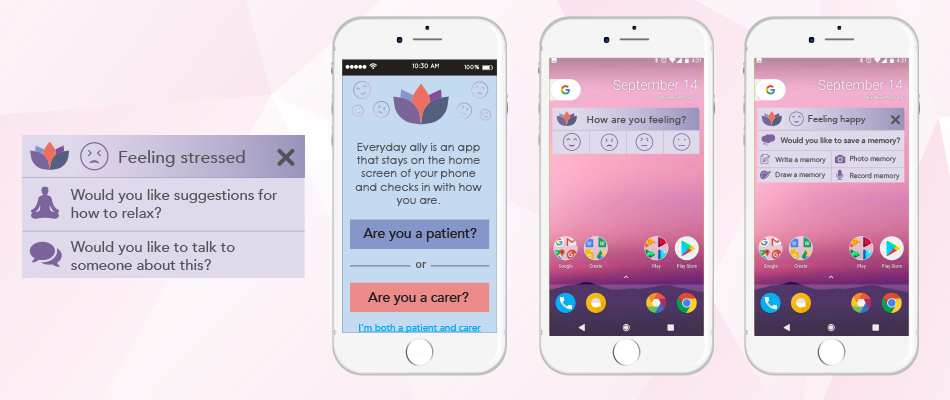 Feeling stressed
Would you like suggestions for
how to relax?
Would you like to talk to
someone about this?
10:30 AM
100%
Everyday ally is an app
that stays on the home
screen of your phone
and checks in with how
you are.
Are you a patient?
or
Are you a carer?
I'm both a patient and carer
4:21
G
September 14
How are you feeling?
Google
Create
Play
Play Store
4:21
G
September 14
Feeling happy
Would you like to save a memory?
Write a memory
Photo memory
Draw a memory
Record memory
Google
Create
Play
Play Store